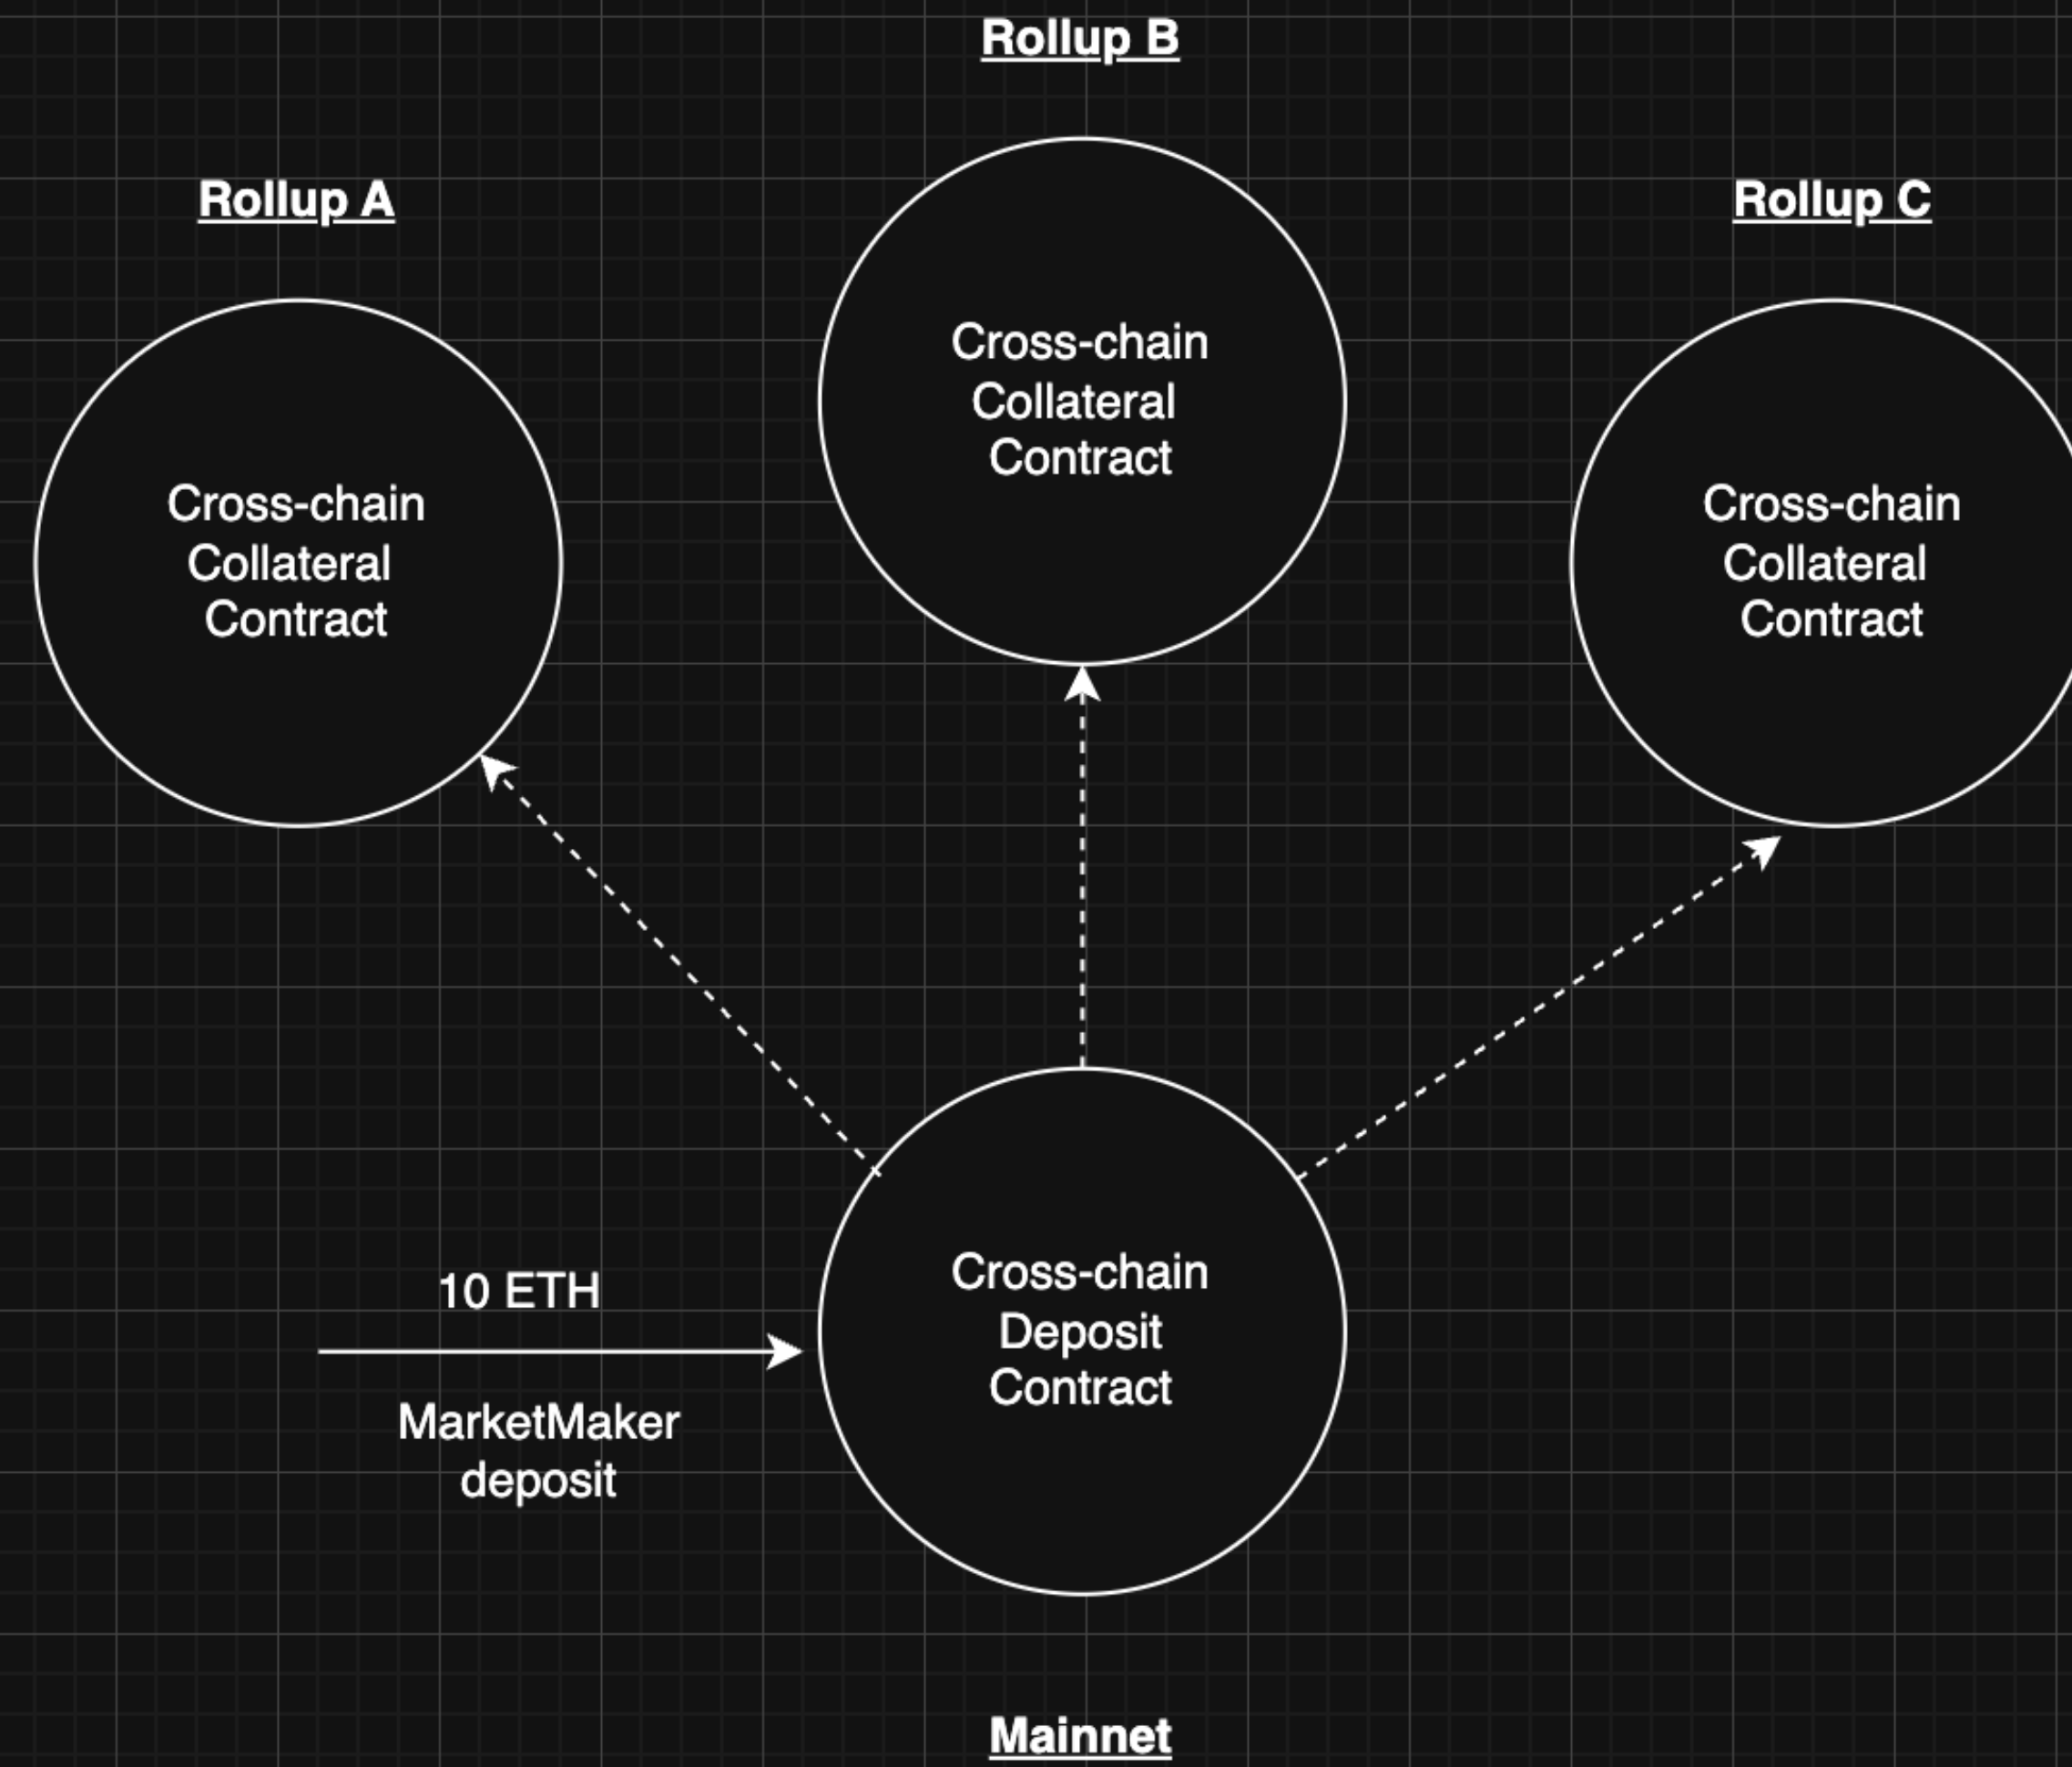 Rollup B
Rollup A
Rollup C
Cross-chain
Collateral
Contract
Cross-chain
Collateral
Contract
Cross-chain
Collateral
Contract
10 ETH
MarketMaker
deposit
Cross-chain
Deposit
Contract
Mainnet